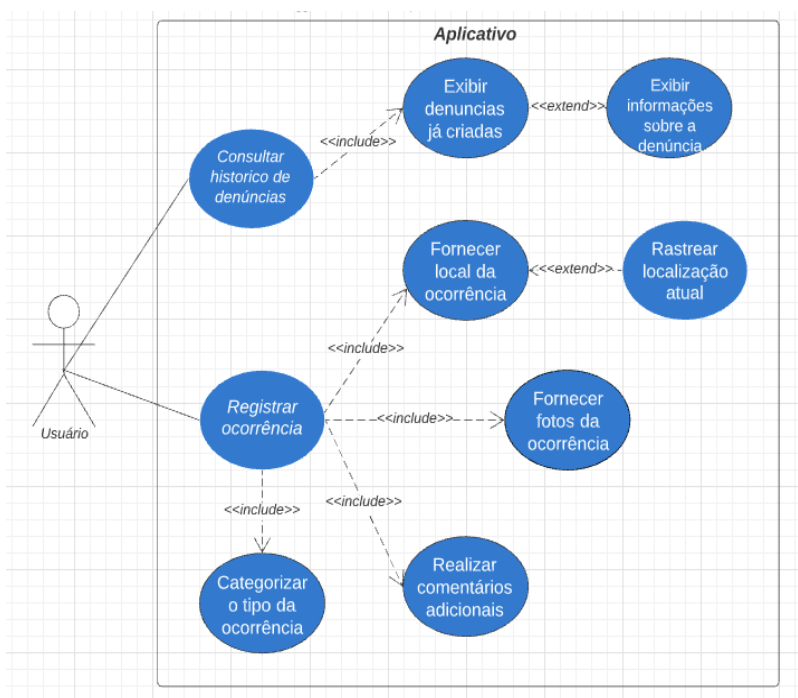 Aplicativo
Exibir
denuncias
já criadas
<<extend>>
Exibir
informações
sobre a
denúncia
<<include>>
Consultar
historico de
denúncias
Fornecer
local da
ocorrência
<<extend>>
Rastrear
localização
atual
<<include>>
Usuário
Registrar
ocorrência
<<include>>
Fornecer
fotos da
ocorrência
<<include>>
<<include>>
Categorizar
o tipo da
ocorrência
Realizar
comentários
adicionais